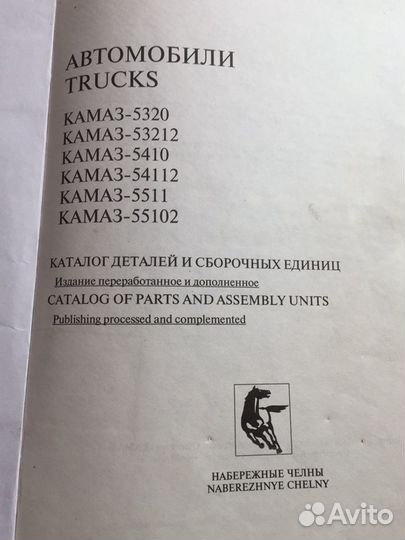 АВТОМОБИЛИ
TRUCKS
КАМАЗ-5320
КАМАЗ-53212
КАМАЗ-5410
КАМАЗ-54112
КАМАЗ-5511
КАМАЗ-55102
КАТАЛОГ ДЕТАЛЕЙ И СБОРОЧНЫХ ЕДИНИЦ
Издание переработанное и дополненное
CATALOG OF PARTS AND ASSEMBLY UNITS
Publishing processed and complemented
НАБЕРЕЖНЫЕ ЧЕЛНЫ
NABEREZHNYE CHELNY
Avito